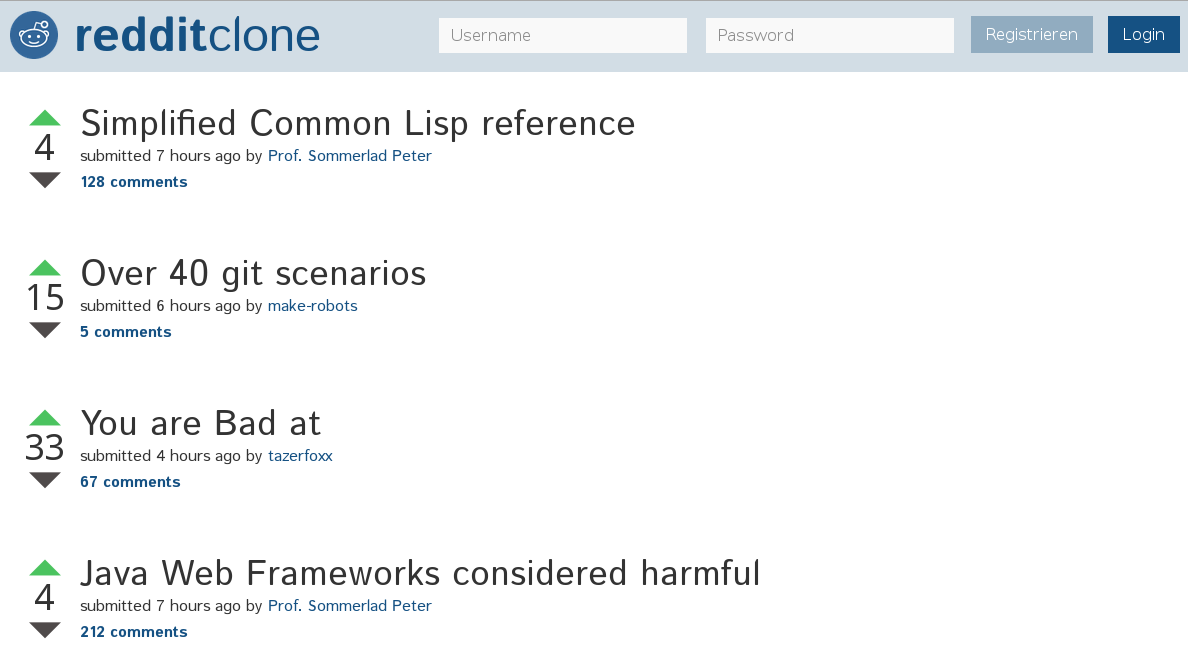 redditclone Username Password Registrieren Login
Simplified Common Lisp reference
4
submitted 7 hours ago by Prof. Sommerlad Peter
128 comments
Over 40 git scenarios
15
submitted 6 hours ago by make-robots
5 comments
You are Bad at
33
submitted 4 hours ago by tazerfoxx
67 comments
Java Web Frameworks considered harmful
4
submitted 7 hours ago by Prof. Sommerlad Peter
212 comments